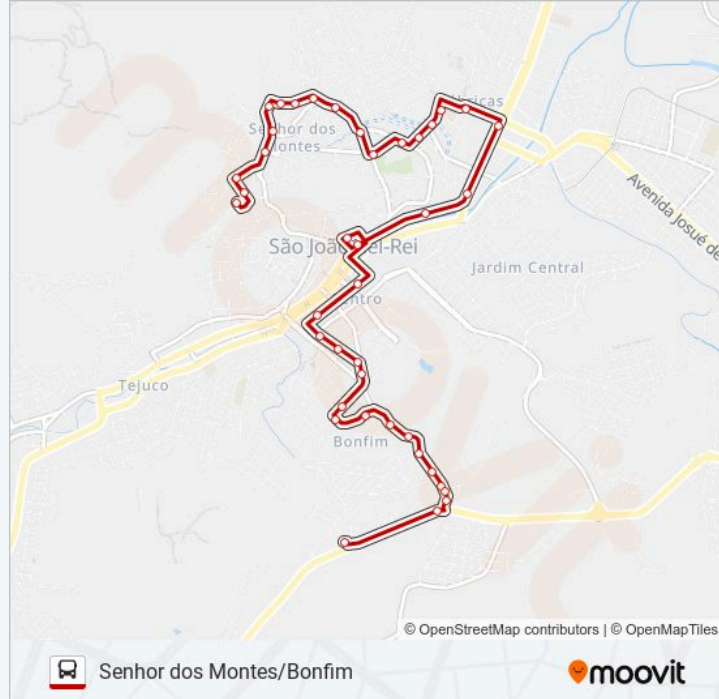 Senhor dos
Montes
São João del-Rei
Centro
Jardim Central
Avenida Josué de
Tejuco
Bonfim
© OpenStreetMap contributors | © OpenMapTiles
Senhor dos Montes/Bonfim
moovit